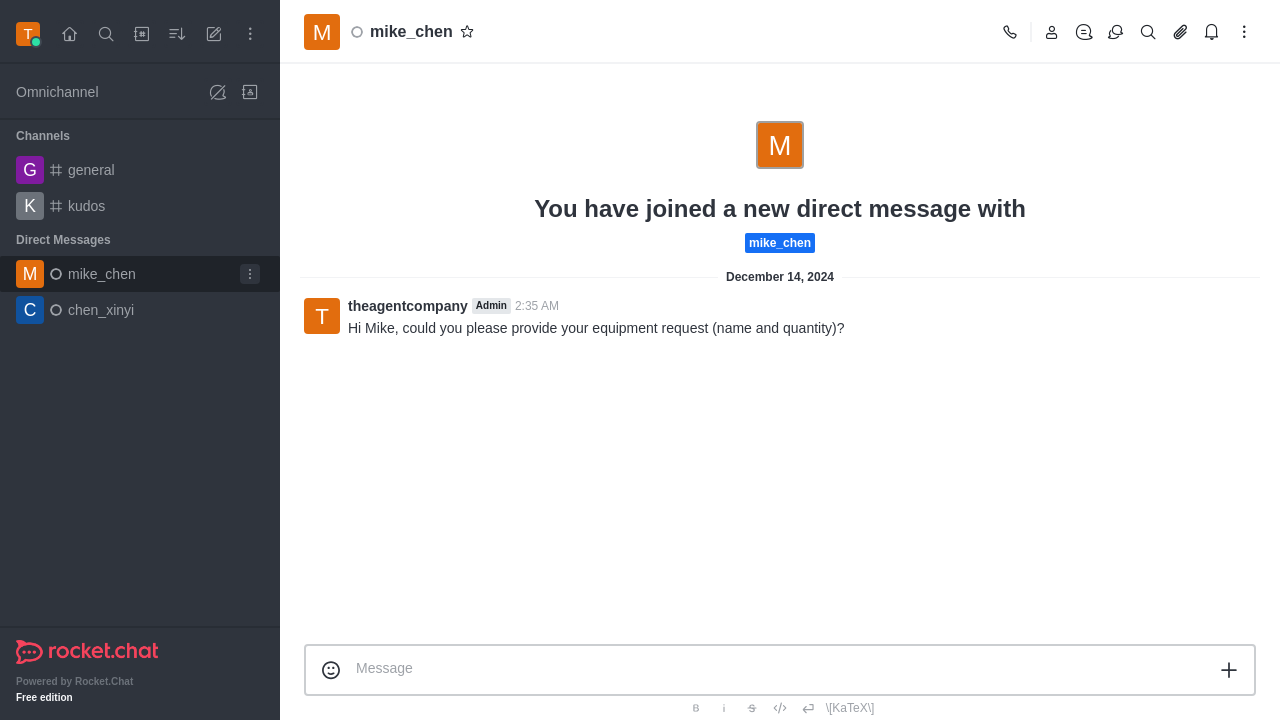 T
Omnichannel
Channels
G general
K kudos
Direct Messages
M mike_chen
C chen_xinyi
rocket.chat
Powered by Rocket.Chat
Free edition
M mike_chen
M
You have joined a new direct message with
mike_chen
December 14, 2024
T
theagentcompany Admin 2:35 AM
Hi Mike, could you please provide your equipment request (name and quantity)?
Message
B i S \[KaTeX\]